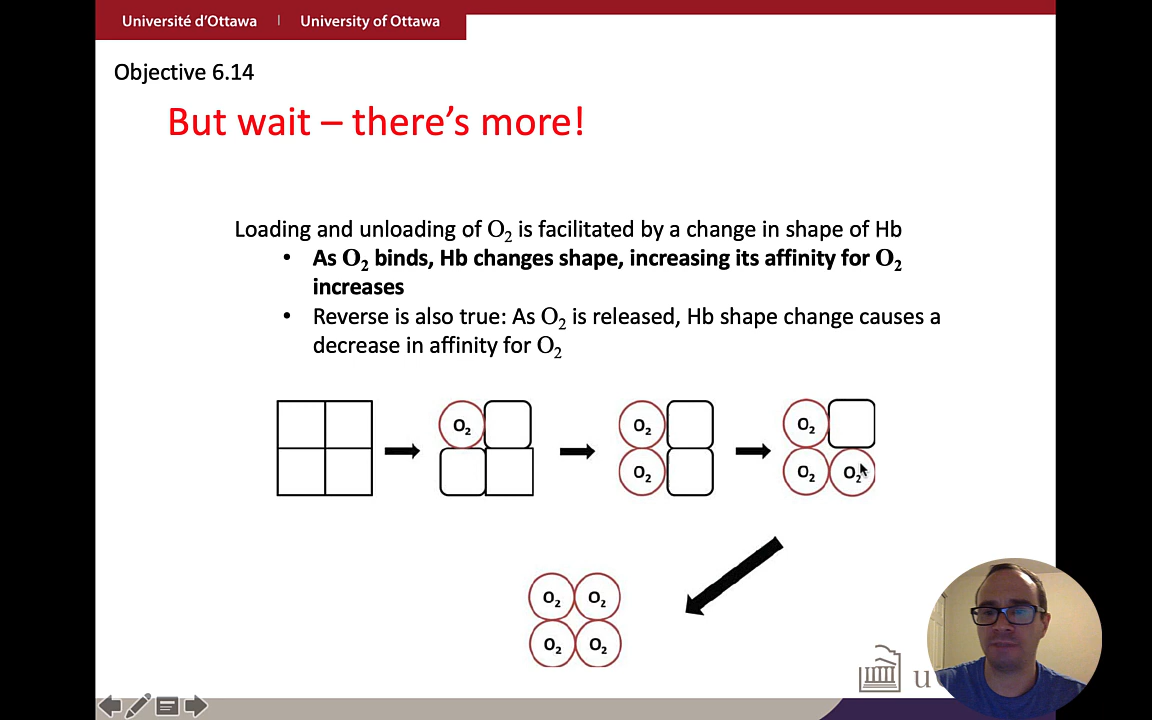 Université d'Ottawa | University of Ottawa
Objective 6.14
But wait – there's more!
Loading and unloading of O₂ is facilitated by a change in shape of Hb
• As O₂ binds, Hb changes shape, increasing its affinity for O₂
increases
• Reverse is also true: As O₂ is released, Hb shape change causes a
decrease in affinity for O₂
O₂ O₂ O₂
O₂ O₂ O₂
O₂ O₂
O₂ O₂
u